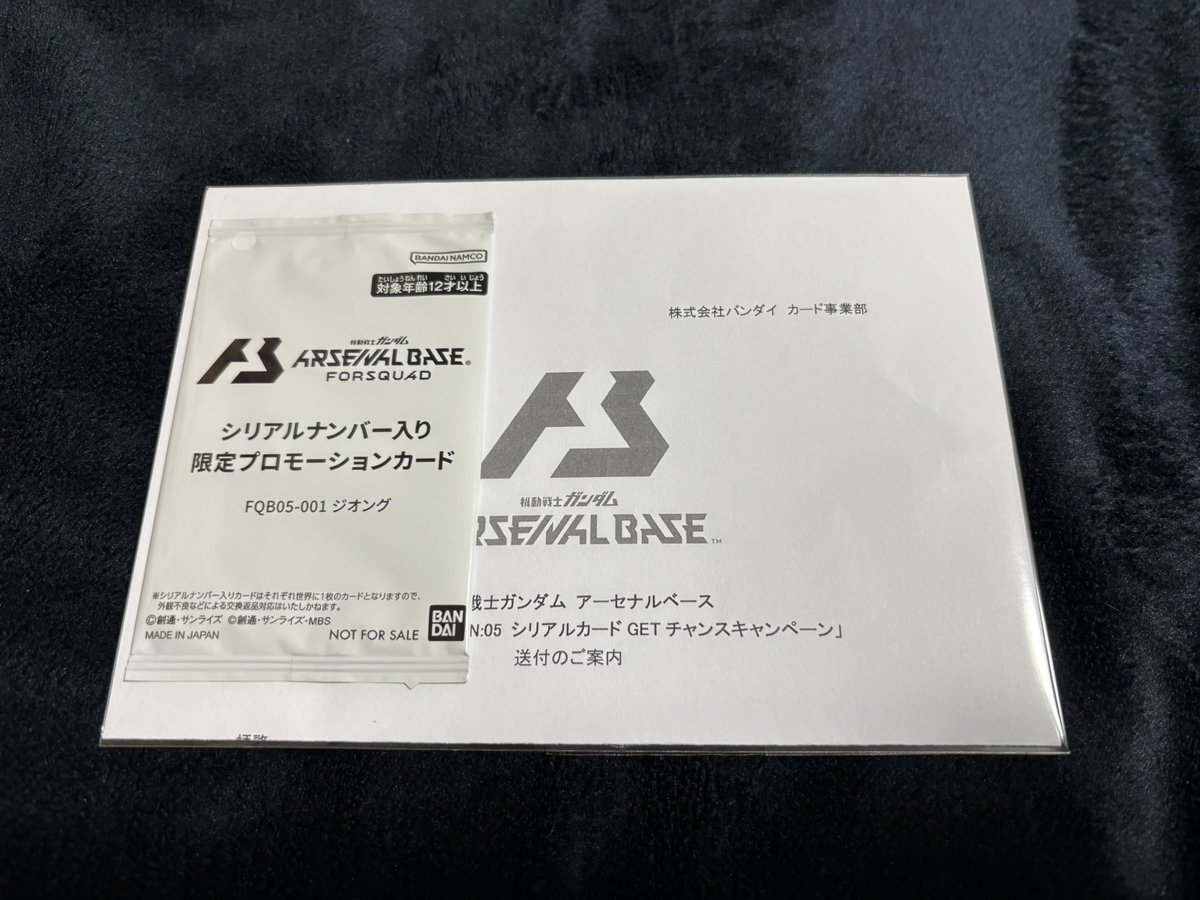 BANDAI NAMCO
たいしょうねんれい さいいじょう
対象年齢12才以上
機動戦士ガンダム
ARSENAL BASE®
FORSQUAD
シリアルナンバー入り
限定プロモーションカード
FQB05-001 ジオング
※シリアルナンバー入りカードはそれぞれ世界に1枚のカードとなりますので、
外観不良などによる交換返品対応はいたしかねます。
©創通・サンライズ ©創通・サンライズ・MBS
MADE IN JAPAN
NOT FOR SALE
BAN
DAI
株式会社バンダイ カード事業部
機動戦士ガンダム
RSENAL BASE™
戦士ガンダム アーセナルベース
N:05 シリアルカード GET チャンスキャンペーン」
送付のご案内